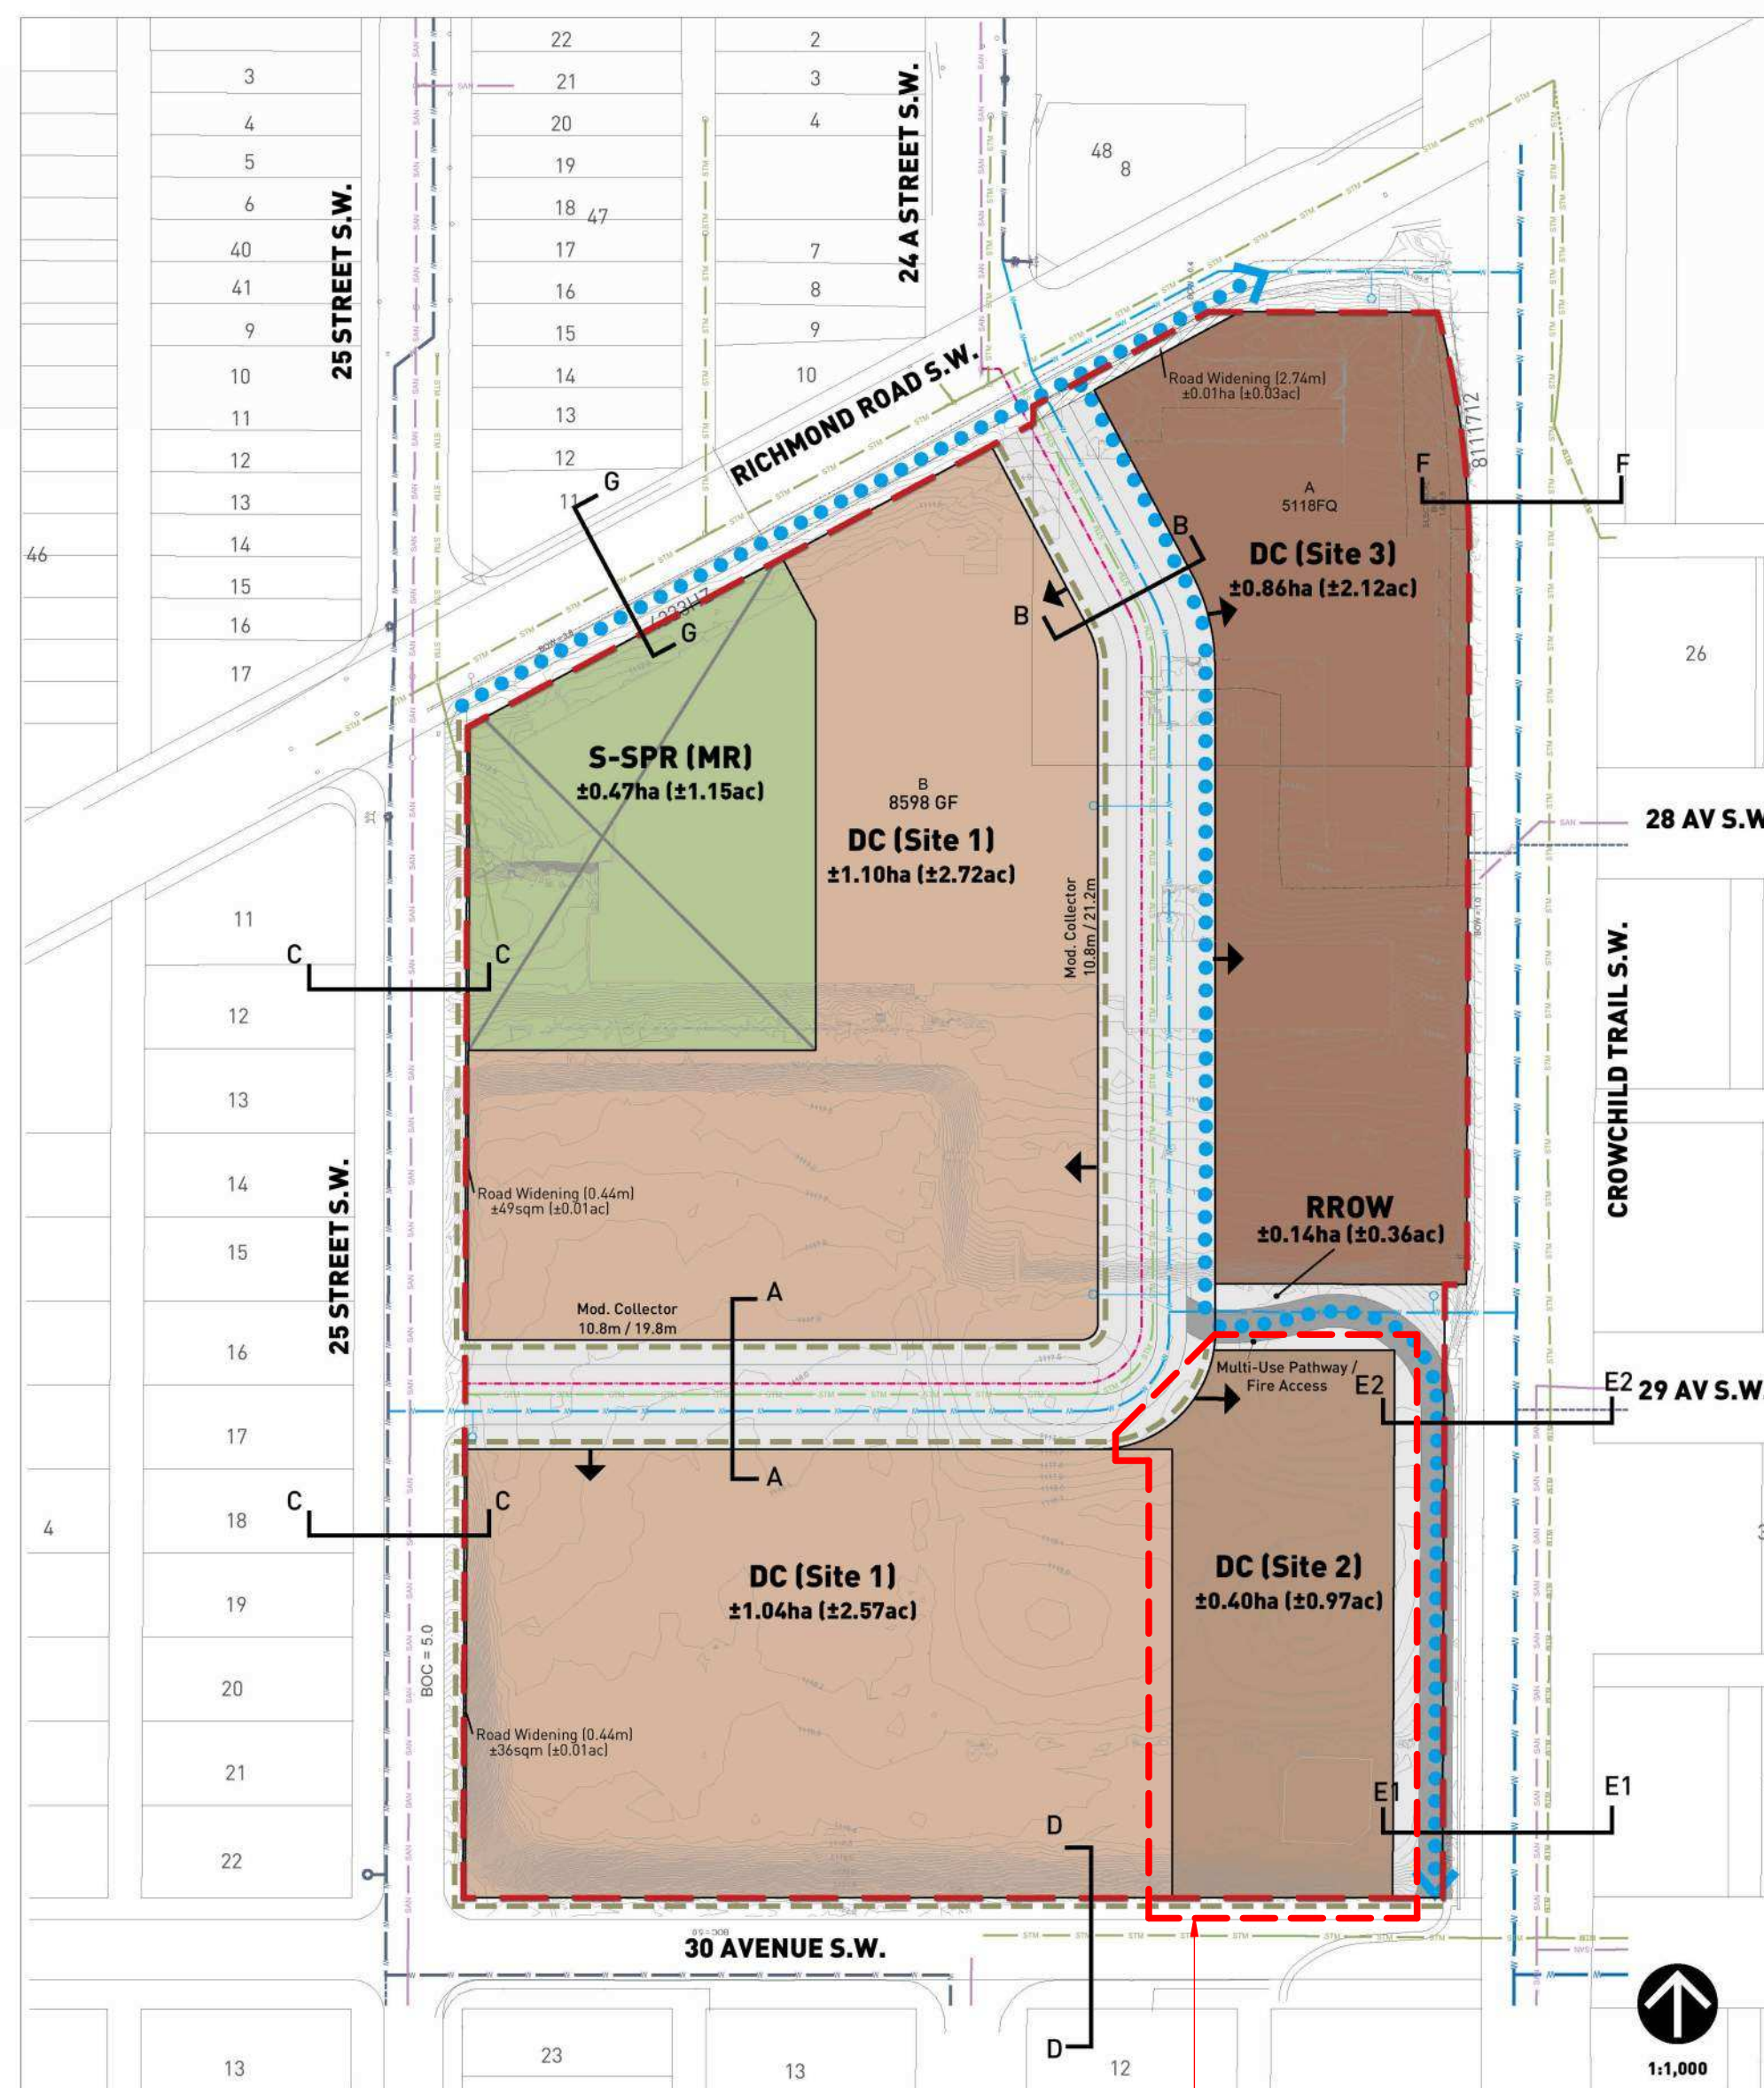 22
2
3
21
3
4
20
4
5
19
6
18
47
40
17
7
41
16
8
9
15
9
10
14
10
11
13
12
12
13
11
14
46
15
16
17
48
8
25 STREET S.W.
24 A STREET S.W.
RICHMOND ROAD S.W.
Road Widening (2.74m)
±0.01ha (±0.03ac)
8111712
A
5118FQ
DC (Site 3)
±0.86ha (±2.12ac)
F
F
G
G
B
B
26
S-SPR (MR)
±0.47ha (±1.15ac)
B
8598 GF
DC (Site 1)
±1.10ha (±2.72ac)
Mod. Collector
10.8m / 21.2m
28 AV S.W
CROWCHILD TRAIL S.W.
11
C
C
12
13
14
15
16
17
18
4
19
20
21
22
25 STREET S.W.
Road Widening (0.44m)
±49sqm (±0.01ac)
RROW
±0.14ha (±0.36ac)
Mod. Collector
10.8m / 19.8m
A
A
Multi-Use Pathway /
Fire Access
E2
E2
29 AV S.W.
C
C
DC (Site 1)
±1.04ha (±2.57ac)
DC (Site 2)
±0.40ha (±0.97ac)
BOC = 5.0
Road Widening (0.44m)
±36sqm (±0.01ac)
D
D
E1
E1
30 AVENUE S.W.
13
23
13
12
1:1,000
STM
SAN
W